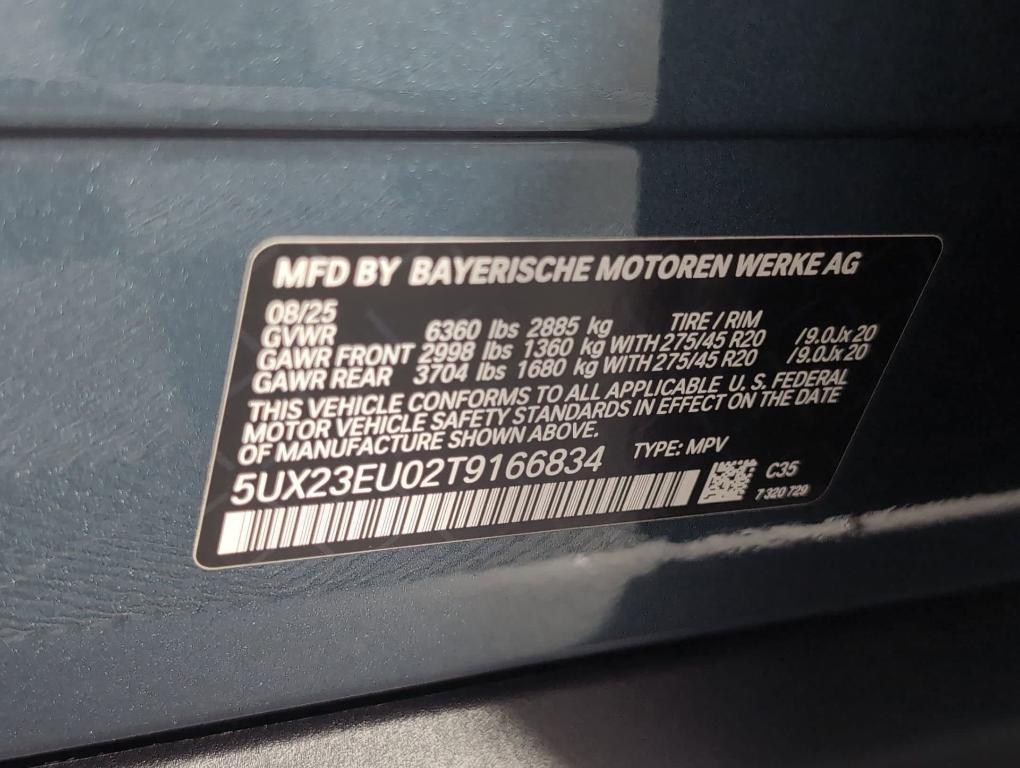 MFD BY BAYERISCHE MOTOREN WERKE AG
08/25
GVWR 6360 lbs 2885 kg TIRE / RIM
GAWR FRONT 2998 lbs 1360 kg WITH 275/45 R20 /9.0Jx20
GAWR REAR 3704 lbs 1680 kg WITH 275/45 R20 /9.0Jx20
THIS VEHICLE CONFORMS TO ALL APPLICABLE U. S. FEDERAL
MOTOR VEHICLE SAFETY STANDARDS IN EFFECT ON THE DATE
OF MANUFACTURE SHOWN ABOVE.
5UX23EU02T9166834 TYPE: MPV
C35
7 320 729